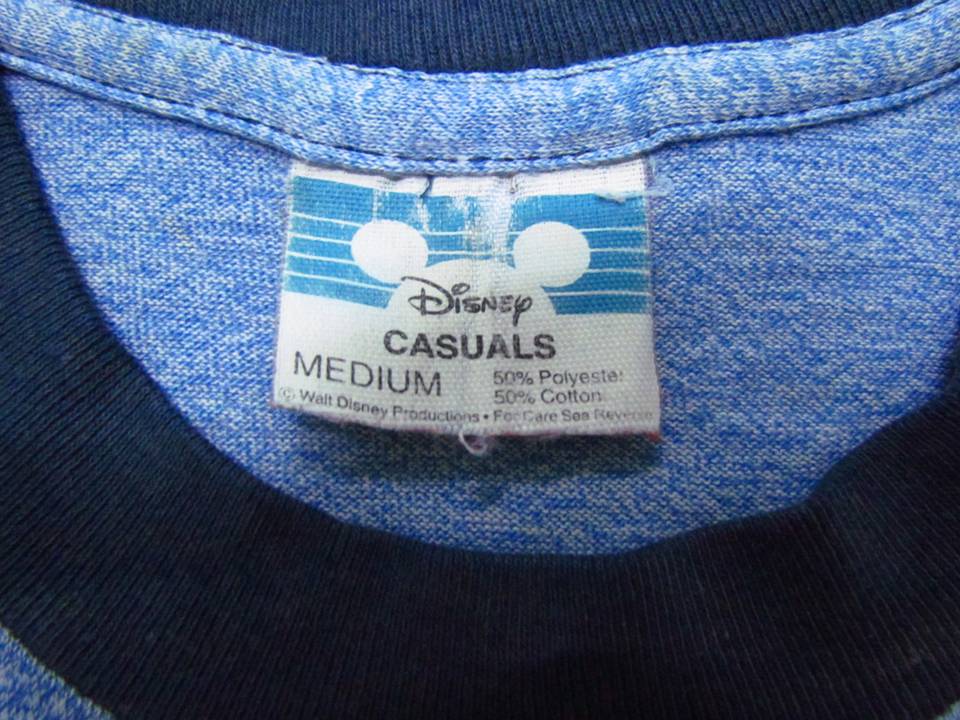 Disney
CASUALS
MEDIUM
50% Polyester
50% Cotton
© Walt Disney Productions • For Care See Reverse